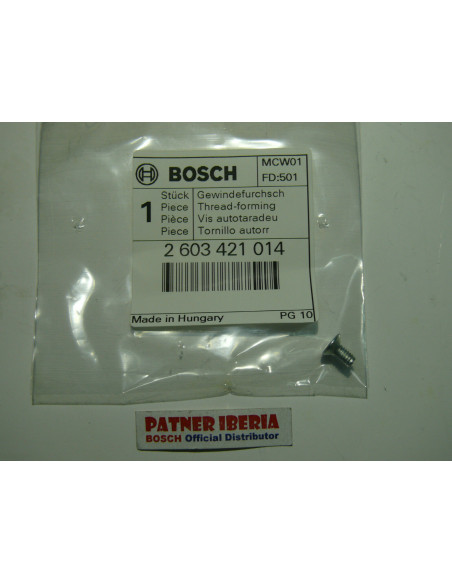 BOSCH
MCW01
FD:501
1
Stück Gewindefurchsch
Piece Thread-forming
Pièce Vis autotaradeu
Piece Tornillo autorr
2 603 421 014
Made in Hungary PG 10
PATNER IBERIA
BOSCH Official Distributor